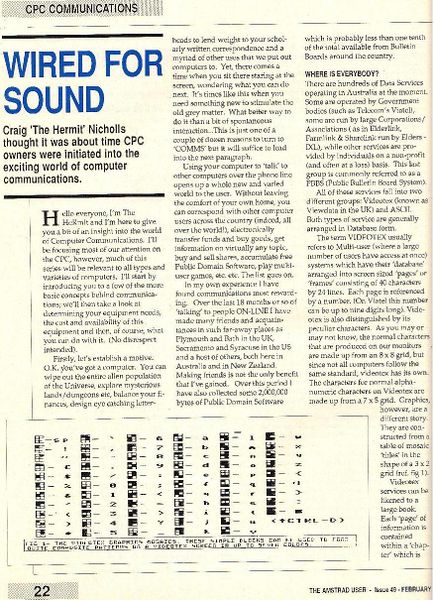 CPC COMMUNICATIONS
WIRED FOR
SOUND
Craig 'The Hermit' Nicholls
thought it was about time CPC
owners were initiated into the
exciting world of computer
communications.
Hello everyone, I'm The
HeRmIt and I'm here to give
you a bit of an insight into the world
of Computer Communications. I'll
be focusing most of our attention on
the CPC, however, much of this
series will be relevant to all types and
varieties of computers. I'll start by
introducing you to a few of the more
basic concepts behind communica-
tions; we'll then take a look at
determining your equipment needs,
the cost and availability of this
equipment and then, of course, what
you can do with it. (No disrespect
intended).
Firstly, let's establish a motive.
O.K. you've got a computer. You can
wipe out the entire alien population
of the Universe, explore mysterious
lands/dungeons etc, balance your fi-
nances, design eye catching letter-
heads to lend weight to your schol-
arly written correspondence and a
myriad of other uses that we put our
computers to. Yet, there comes a
time when you sit there staring at the
screen, wondering what you can do
next. It's times like this when you
need something new to stimulate the
old grey matter. What better way to
do is than a bit of spontaneous
interaction...This is just one of a
couple of dozen reasons to turn to
'COMMS' but it will suffice to lead
into the next paragraph.
Using your computer to 'talk' to
other computers over the phone line
opens up a whole new and varied
world to the user. Without leaving
the comfort of your own home, you
can correspond with other computer
users across the country (indeed, all
over the world!), electronically
transfer funds and buy goods, get
information on virtually any topic,
buy and sell shares, accumulate free
Public Domain Software, play multi-
user games, etc. etc. The list goes on.
In my own experience I have
found communications most reward-
ing. Over the last 18 months or so of
'talking' to people ON-LINE I have
made many friends and acquain-
tances in such far-away places as
Plymouth and Bath in the UK,
Sacramento and Syracuse in the US
and a host of others, both here in
Australia and in New Zealand.
Making friends is not the only benefit
that I've gained. Over this period I
have also collected some 2,000,000
bytes of Public Domain Software
which is probably less than one tenth
of the total available from Bulletin
Boards around the country.
WHERE IS EVERYBODY?
There are hundreds of Data Services
operating in Australia at the moment.
Some are operated by Government
bodies (such as Telecom's Viatel),
some are run by large Corporations/
Associations (as in Elderlink,
Farmlink & Sharelink run by Elders-
IXL), while other services are pro-
vided by individuals on a non-profit
(and often at a loss) basis. This last
group is commonly referred to as a
PBBS (Public Bulletin Board System).
All of these services fall into two
different groups: Videotex (known as
Viewdata in the UK) and ASCII.
Both types of service are generally
arranged in Database form.
The term VIDEOTEX usually
refers to Multi-user (where a large
number of users have access at once)
systems which have their 'database'
arranged into screen sized 'pages' or
'frames' consisting of 40 characters
by 24 lines. Each page is referenced
by a number. (On Viatel this number
can be up to nine digits long). Vide-
otex is also distinguished by its
peculiar characters. As you may or
may not know, the normal characters
that are produced on our monitors
are made up from an 8 x 8 grid, but
since not all computers follow the
same standard, videotex has its own.
The characters for normal alpha-
numeric characters on Videotex are
made up from a 7 x 5 grid. Graphics,
however, are a
different story.
They are con-
structed from a
table of mosaic
'tiles' in the
shape of a 3 x 2
grid (ref. fig 1).
Videotex
services can be
likened to a
large book.
Each 'page' of
information is
contained
within a 'chap-
ter' which is
(CTRL-D)
FIG 1- THE VIDEOTEX GRAPHICS MOSAICS. THESE SIMPLE BLOCKS CAN BE USED TO FORM
QUITE COMPOSITE PATTERNS ON A VIDEOTEX SCREEN IN UP TO SEVEN COLORS.
22
THE AMSTRAD USER - Issue 49 - FEBRUARY